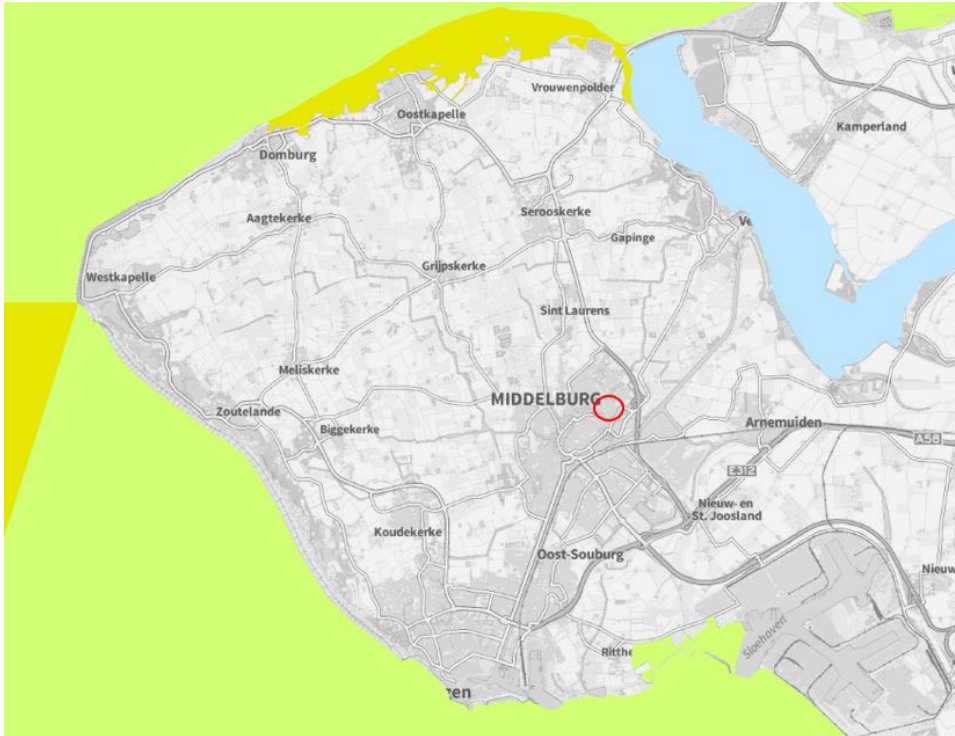 Vrouwenpolder
Oostkapelle
Kamperland
Domburg
Serooskerke
Aagtekerke
Ve
Gapinge
Grijpskerke
Westkapelle
Sint Laurens
Meliskerke
MIDDELBURG
Zoutelande
Arnemuiden
Biggekerke
A58
E312
Nieuw- en
St. Joosland
Koudekerke
Oost-Souburg
Nieuw
Sloehaven
Ritthe
gen